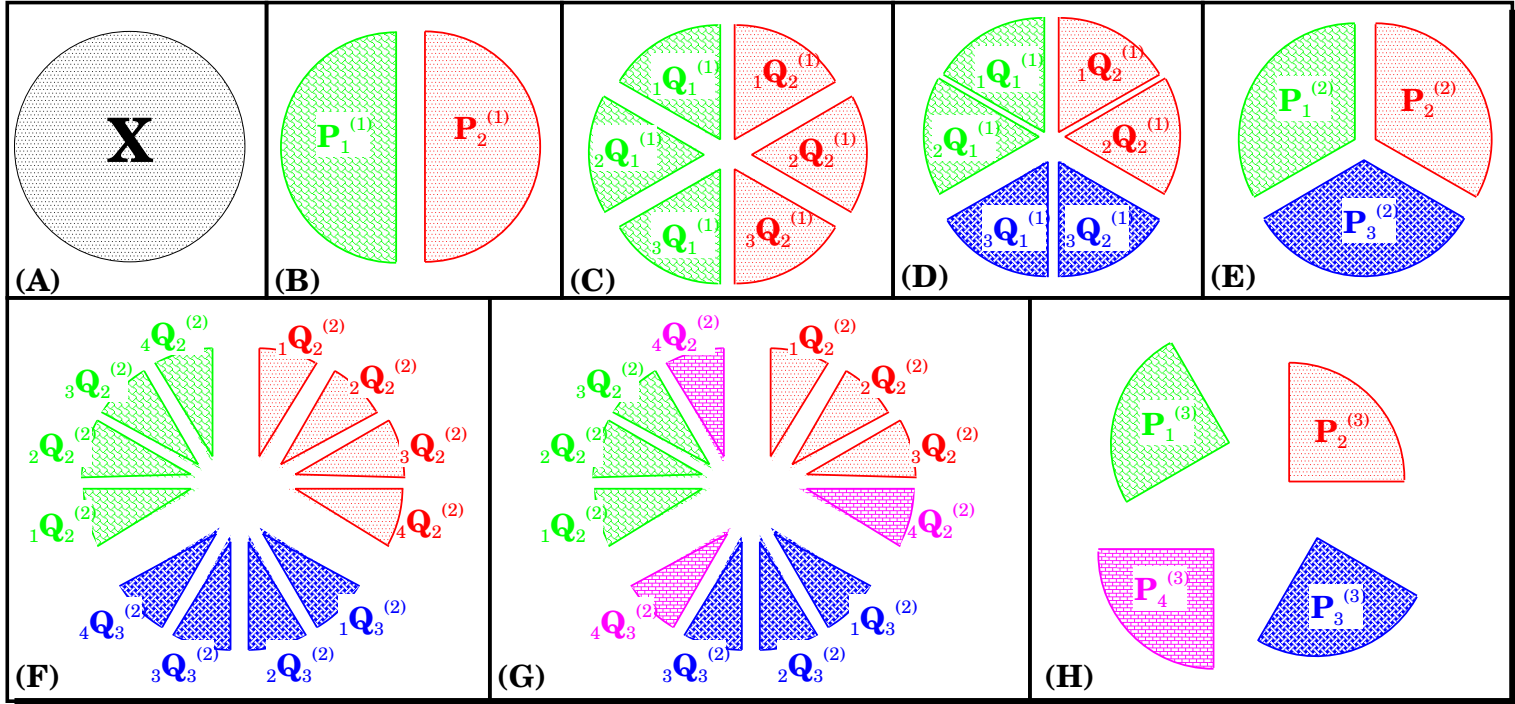 X
(A)
P₁⁽¹⁾
P₂⁽¹⁾
(B)
₁Q₁⁽¹⁾
₁Q₂⁽¹⁾
₂Q₁⁽¹⁾
₂Q₂⁽¹⁾
₃Q₁⁽¹⁾
₃Q₂⁽¹⁾
(C)
₁Q₁⁽¹⁾
₁Q₂⁽¹⁾
₂Q₁⁽¹⁾
₂Q₂⁽¹⁾
₃Q₁⁽¹⁾
₃Q₂⁽¹
(D)
P₁⁽²⁾
P₂⁽²⁾
P₃⁽²⁾
(E)
₄Q₂⁽²⁾
₁Q₂⁽²⁾
₃Q₂⁽²⁾
₂Q₂⁽²⁾
₂Q₂⁽²⁾
₃Q₂⁽²⁾
₁Q₂⁽²⁾
₄Q₂⁽²⁾
₄Q₃⁽²⁾
₁Q₃⁽²⁾
₃Q₃⁽²⁾
₂Q₃⁽²⁾
(F)
₄Q₂⁽²⁾
₁Q₂⁽²⁾
₃Q₂⁽²⁾
₂Q₂⁽²⁾
₂Q₂⁽²⁾
₃Q₂⁽²⁾
₁Q₂⁽²⁾
₄Q₂⁽²⁾
₄Q₃⁽²⁾
₁Q₃⁽²⁾
₃Q₃⁽²⁾
₂Q₃⁽²⁾
(G)
P₁⁽³⁾
P₂⁽³⁾
P₄⁽³⁾
P₃⁽³⁾
(H)